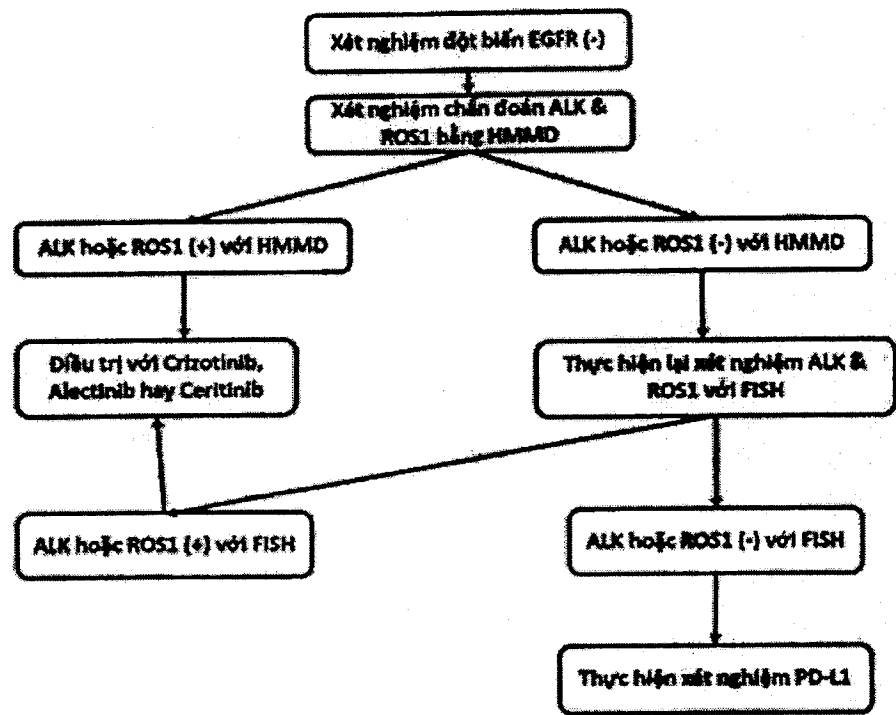 Xét nghiệm đột biến EGFR (-)
Xét nghiệm chẩn đoán ALK &
ROS1 bằng HMMD
ALK hoặc ROS1 (+) với HMMD
ALK hoặc ROS1 (-) với HMMD
Điều trị với Crizotinib,
Alectinib hay Ceritinib
Thực hiện lại xét nghiệm ALK &
ROS1 với FISH
ALK hoặc ROS1 (+) với FISH
ALK hoặc ROS1 (-) với FISH
Thực hiện xét nghiệm PD-L1